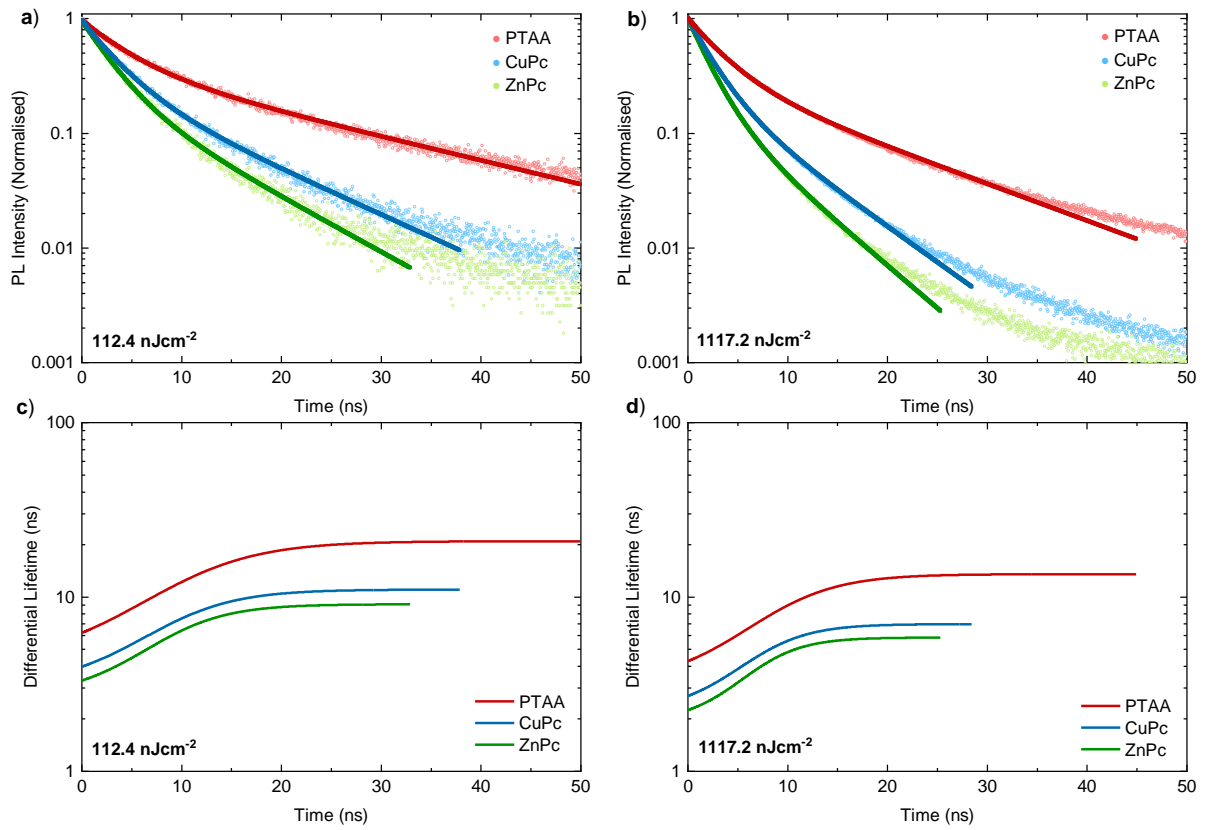 a)
1
0.1
0.01
0.001
PL Intensity (Normalised)
PTAA
CuPc
ZnPc
112.4 nJcm-2
0 10 20 30 40 50
Time (ns)
b)
1
0.1
0.01
0.001
PL Intensity (Normalised)
PTAA
CuPc
ZnPc
1117.2 nJcm-2
0 10 20 30 40 50
Time (ns)
c)
100
10
1
Differential Lifetime (ns)
PTAA
CuPc
ZnPc
112.4 nJcm-2
0 10 20 30 40 50
Time (ns)
d)
100
10
1
Differential Lifetime (ns)
PTAA
CuPc
ZnPc
1117.2 nJcm-2
0 10 20 30 40 50
Time (ns)